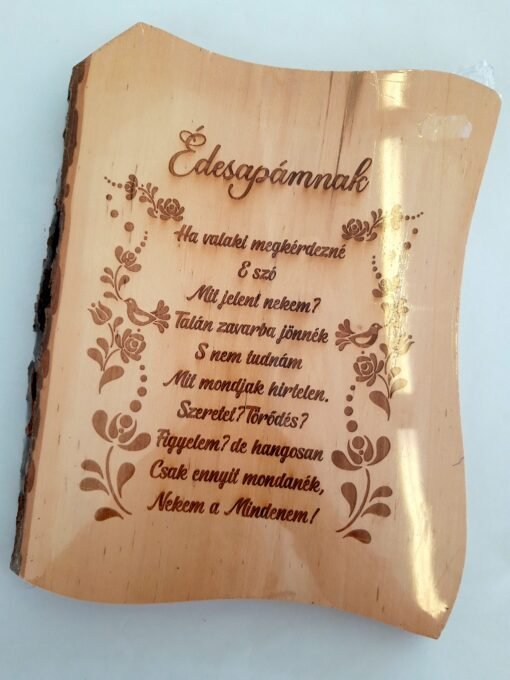 Édesapámnak
Ha valaki megkérdezné
E szó
Mit jelent nekem?
Talán zavarba jönnék
S nem tudnám
Mit mondjak hirtelen.
Szeretet? Törődés?
Figyelem? de hangosan
Csak ennyit mondanék,
Nekem a Mindenem!